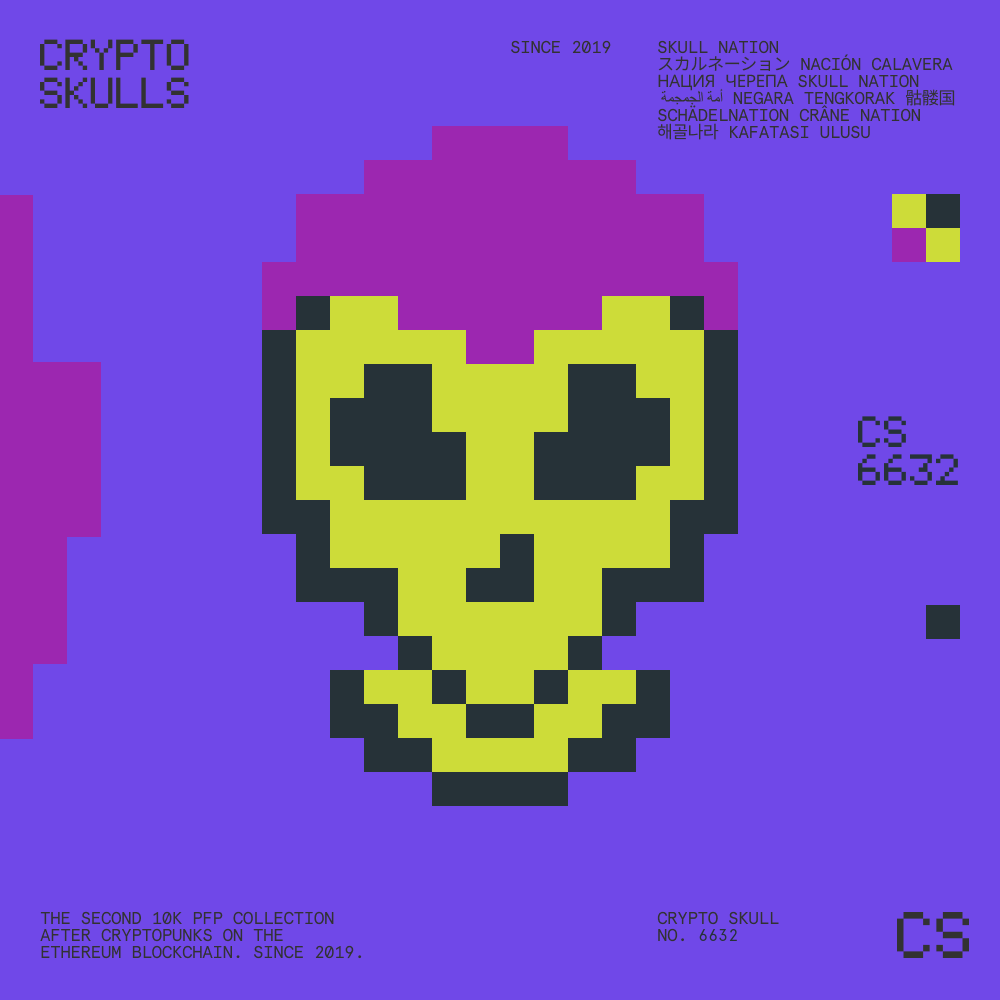 CRYPTO
SKULLS
SINCE 2019
SKULL NATION
スカルネーション NACIÓN CALAVERA
НАЦИЯ ЧЕРЕПА SKULL NATION
أمة الجمجمة NEGARA TENGKORAK 骷髅国
SCHÄDELNATION CRÂNE NATION
해골나라 KAFATASI ULUSU
CS
6632
THE SECOND 10K PFP COLLECTION
AFTER CRYPTOPUNKS ON THE
ETHEREUM BLOCKCHAIN. SINCE 2019.
CRYPTO SKULL
NO. 6632
CS